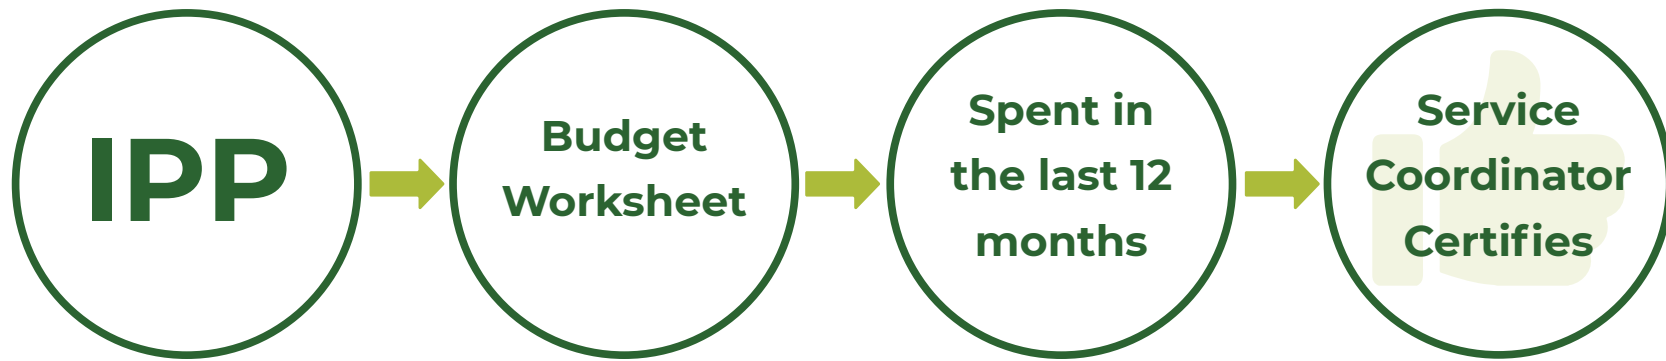 IPP
Budget
Worksheet
Spent in
the last 12
months
Service
Coordinator
Certifies